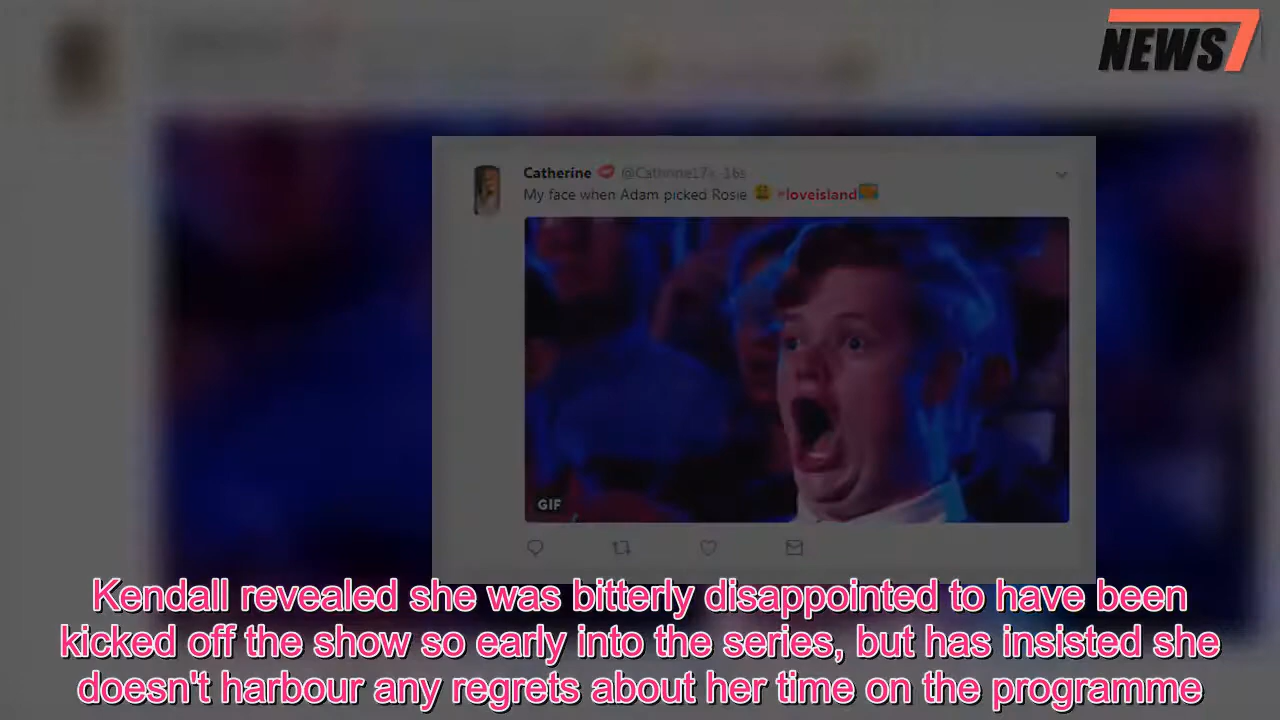 NEWS7
Catherine @Cathrine17x · 16s
My face when Adam picked Rosie #loveisland
GIF
Kendall revealed she was bitterly disappointed to have been
kicked off the show so early into the series, but has insisted she
doesn't harbour any regrets about her time on the programme